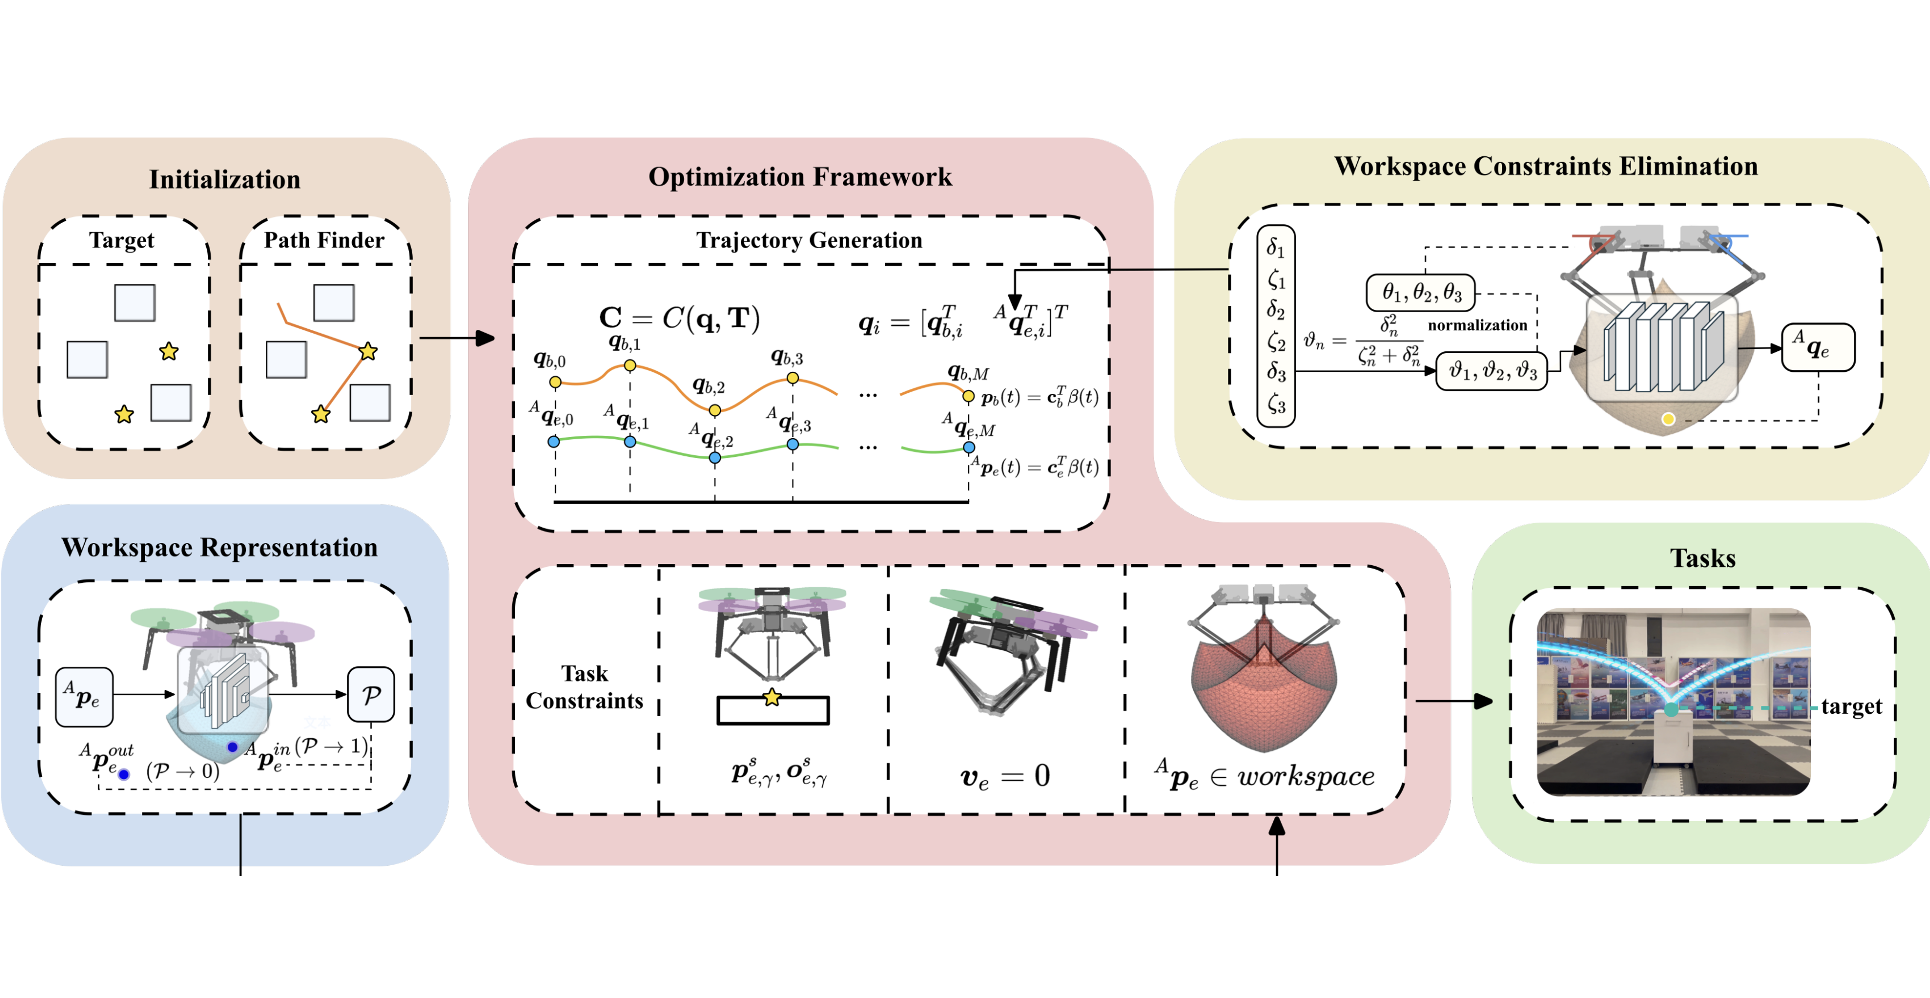 Initialization
Target
Path Finder
Workspace Representation
$^{A}\boldsymbol{p}_e$
$\mathcal{P}$
$^{A}\boldsymbol{p}_e^{out}$ $(\mathcal{P} \to 0)$
$^{A}\boldsymbol{p}_e^{in}$ $(\mathcal{P} \to 1)$
Optimization Framework
Trajectory Generation
$\mathbf{C} = C(\mathbf{q}, \mathbf{T})$
$\boldsymbol{q}_i = [\boldsymbol{q}_{b,i}^T \quad {}^{A}\boldsymbol{q}_{e,i}^T]^T$
$\boldsymbol{q}_{b,0}$ $\boldsymbol{q}_{b,1}$ $\boldsymbol{q}_{b,2}$ $\boldsymbol{q}_{b,3}$ ... $\boldsymbol{q}_{b,M}$
$\boldsymbol{p}_b(t) = \mathbf{c}_b^T \beta(t)$
$^{A}\boldsymbol{q}_{e,0}$ $^{A}\boldsymbol{q}_{e,1}$ $^{A}\boldsymbol{q}_{e,2}$ $^{A}\boldsymbol{q}_{e,3}$ ... $^{A}\boldsymbol{q}_{e,M}$
$^{A}\boldsymbol{p}_e(t) = \mathbf{c}_e^T \beta(t)$
Task
Constraints
$\boldsymbol{p}_{e,\gamma}^s, \boldsymbol{o}_{e,\gamma}^s$
$\boldsymbol{v}_e = 0$
$^{A}\boldsymbol{p}_e \in workspace$
Workspace Constraints Elimination
$\delta_1$
$\zeta_1$
$\delta_2$
$\zeta_2$
$\delta_3$
$\zeta_3$
$\vartheta_n = \frac{\delta_n^2}{\zeta_n^2 + \delta_n^2}$
$\theta_1, \theta_2, \theta_3$
normalization
$\vartheta_1, \vartheta_2, \vartheta_3$
$^{A}\boldsymbol{q}_e$
Tasks
target